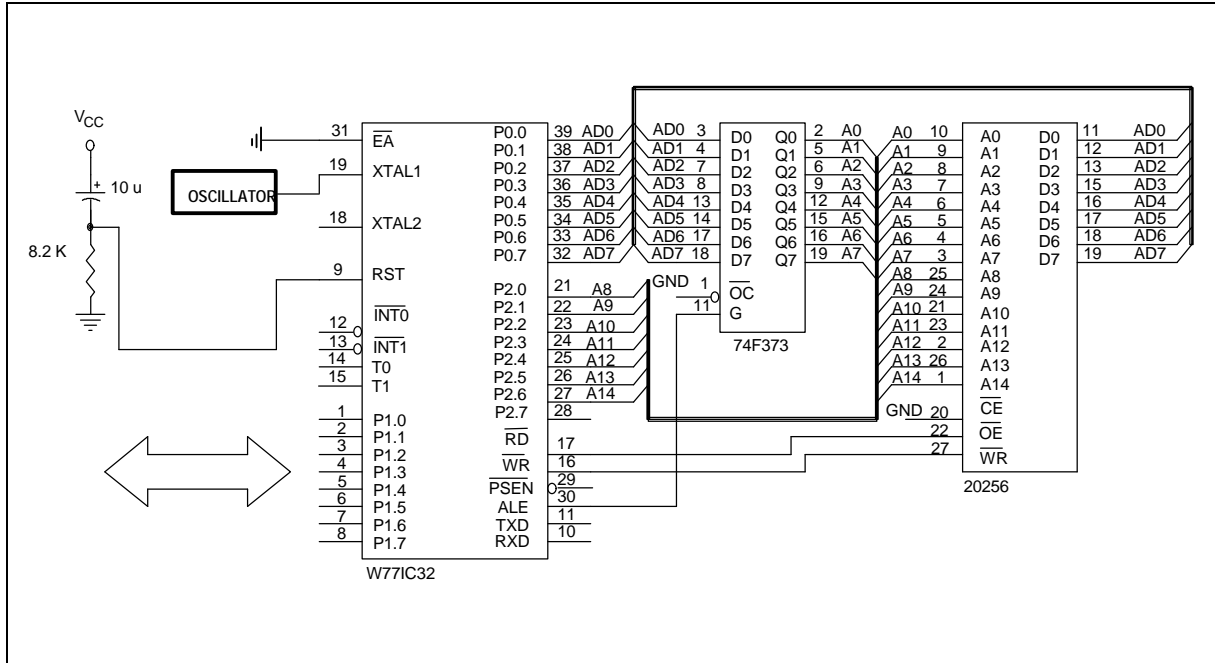 VCC
10 u
8.2 K
OSCILLATOR
31 EA
19 XTAL1
18 XTAL2
9 RST
12 INT0
13 INT1
14 T0
15 T1
1 P1.0
2 P1.1
3 P1.2
4 P1.3
5 P1.4
6 P1.5
7 P1.6
8 P1.7
P0.0 39 AD0
P0.1 38 AD1
P0.2 37 AD2
P0.3 36 AD3
P0.4 35 AD4
P0.5 34 AD5
P0.6 33 AD6
P0.7 32 AD7
P2.0 21 A8
P2.1 22 A9
P2.2 23 A10
P2.3 24 A11
P2.4 25 A12
P2.5 26 A13
P2.6 27 A14
P2.7 28
RD 17
WR 16
PSEN 29
ALE 30
TXD 11
RXD 10
W77IC32
AD0 3 D0 Q0 2 A0
AD1 4 D1 Q1 5 A1
AD2 7 D2 Q2 6 A2
AD3 8 D3 Q3 9 A3
AD4 13 D4 Q4 12 A4
AD5 14 D5 Q5 15 A5
AD6 17 D6 Q6 16 A6
AD7 18 D7 Q7 19 A7
GND 1 OC
11 G
74F373
A0 10 A0 D0 11 AD0
A1 9 A1 D1 12 AD1
A2 8 A2 D2 13 AD2
A3 7 A3 D3 15 AD3
A4 6 A4 D4 16 AD4
A5 5 A5 D5 17 AD5
A6 4 A6 D6 18 AD6
A7 3 A7 D7 19 AD7
A8 25 A8
A9 24 A9
A10 21 A10
A11 23 A11
A12 2 A12
A13 26 A13
A14 1 A14
GND 20 CE
22 OE
27 WR
20256